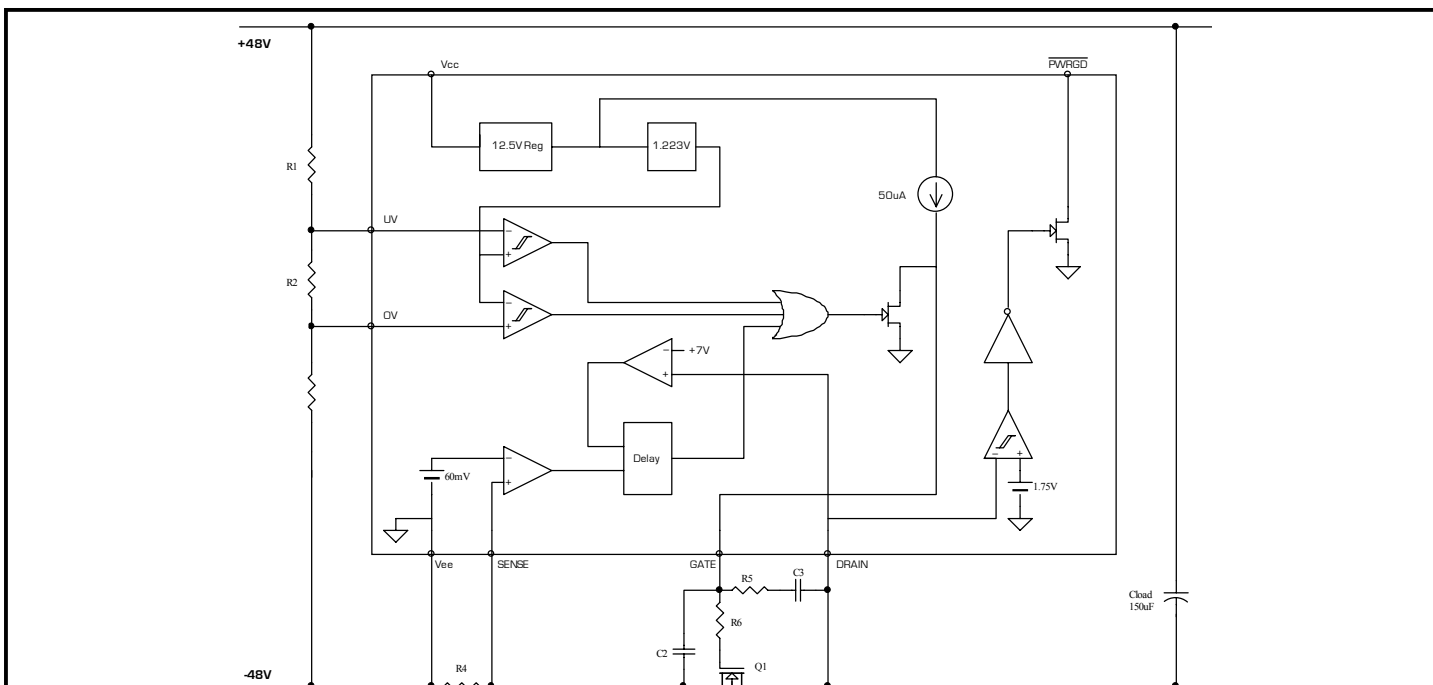 +48V
Vcc
PWRGD
12.5V Reg
1.223V
R1
50uA
UV
R2
OV
+7V
Delay
60mV
1.75V
Vee
SENSE
GATE
DRAIN
R5
C3
Cload
150uF
R6
C2
Q1
R4
-48V